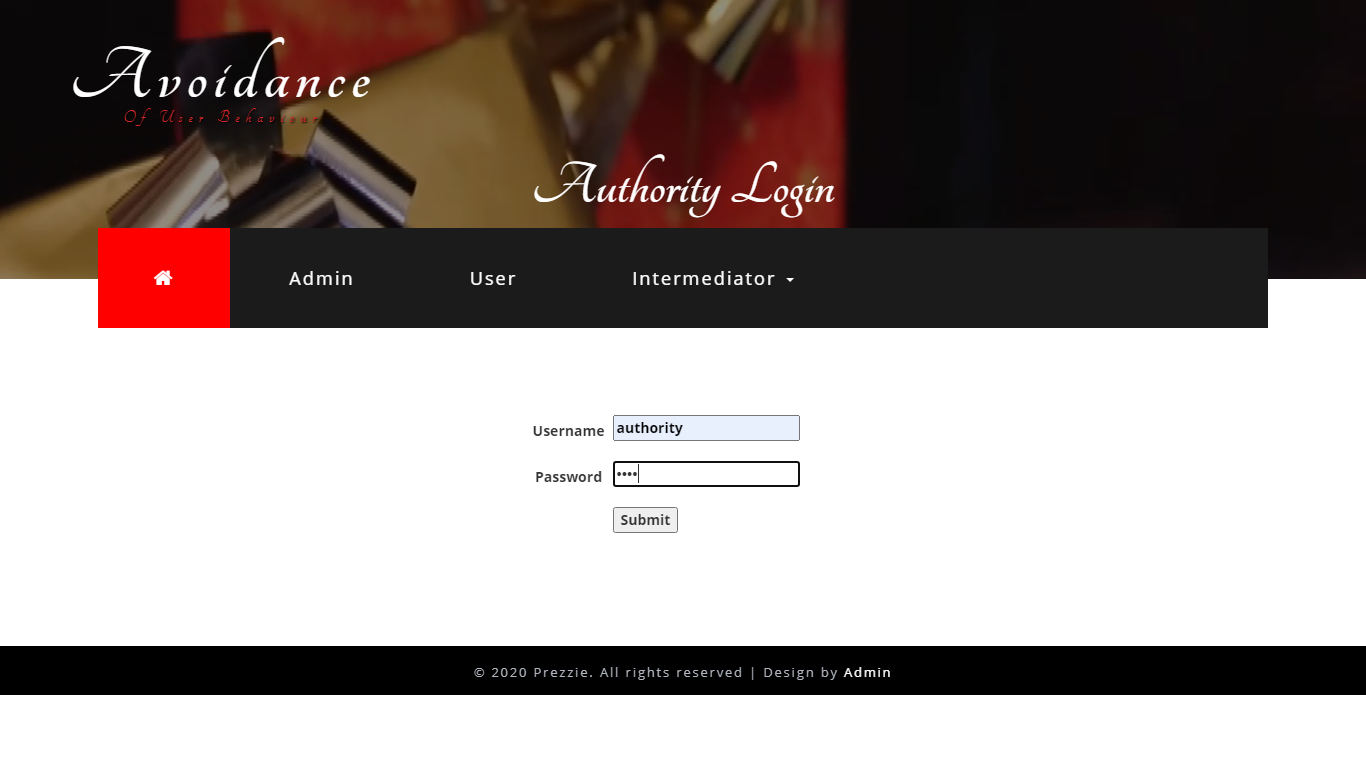 Avoidance
Of User Behaviour
Authority Login
Admin
User
Intermediator
Username
authority
Password
••••
Submit
© 2020 Prezzie. All rights reserved | Design by Admin